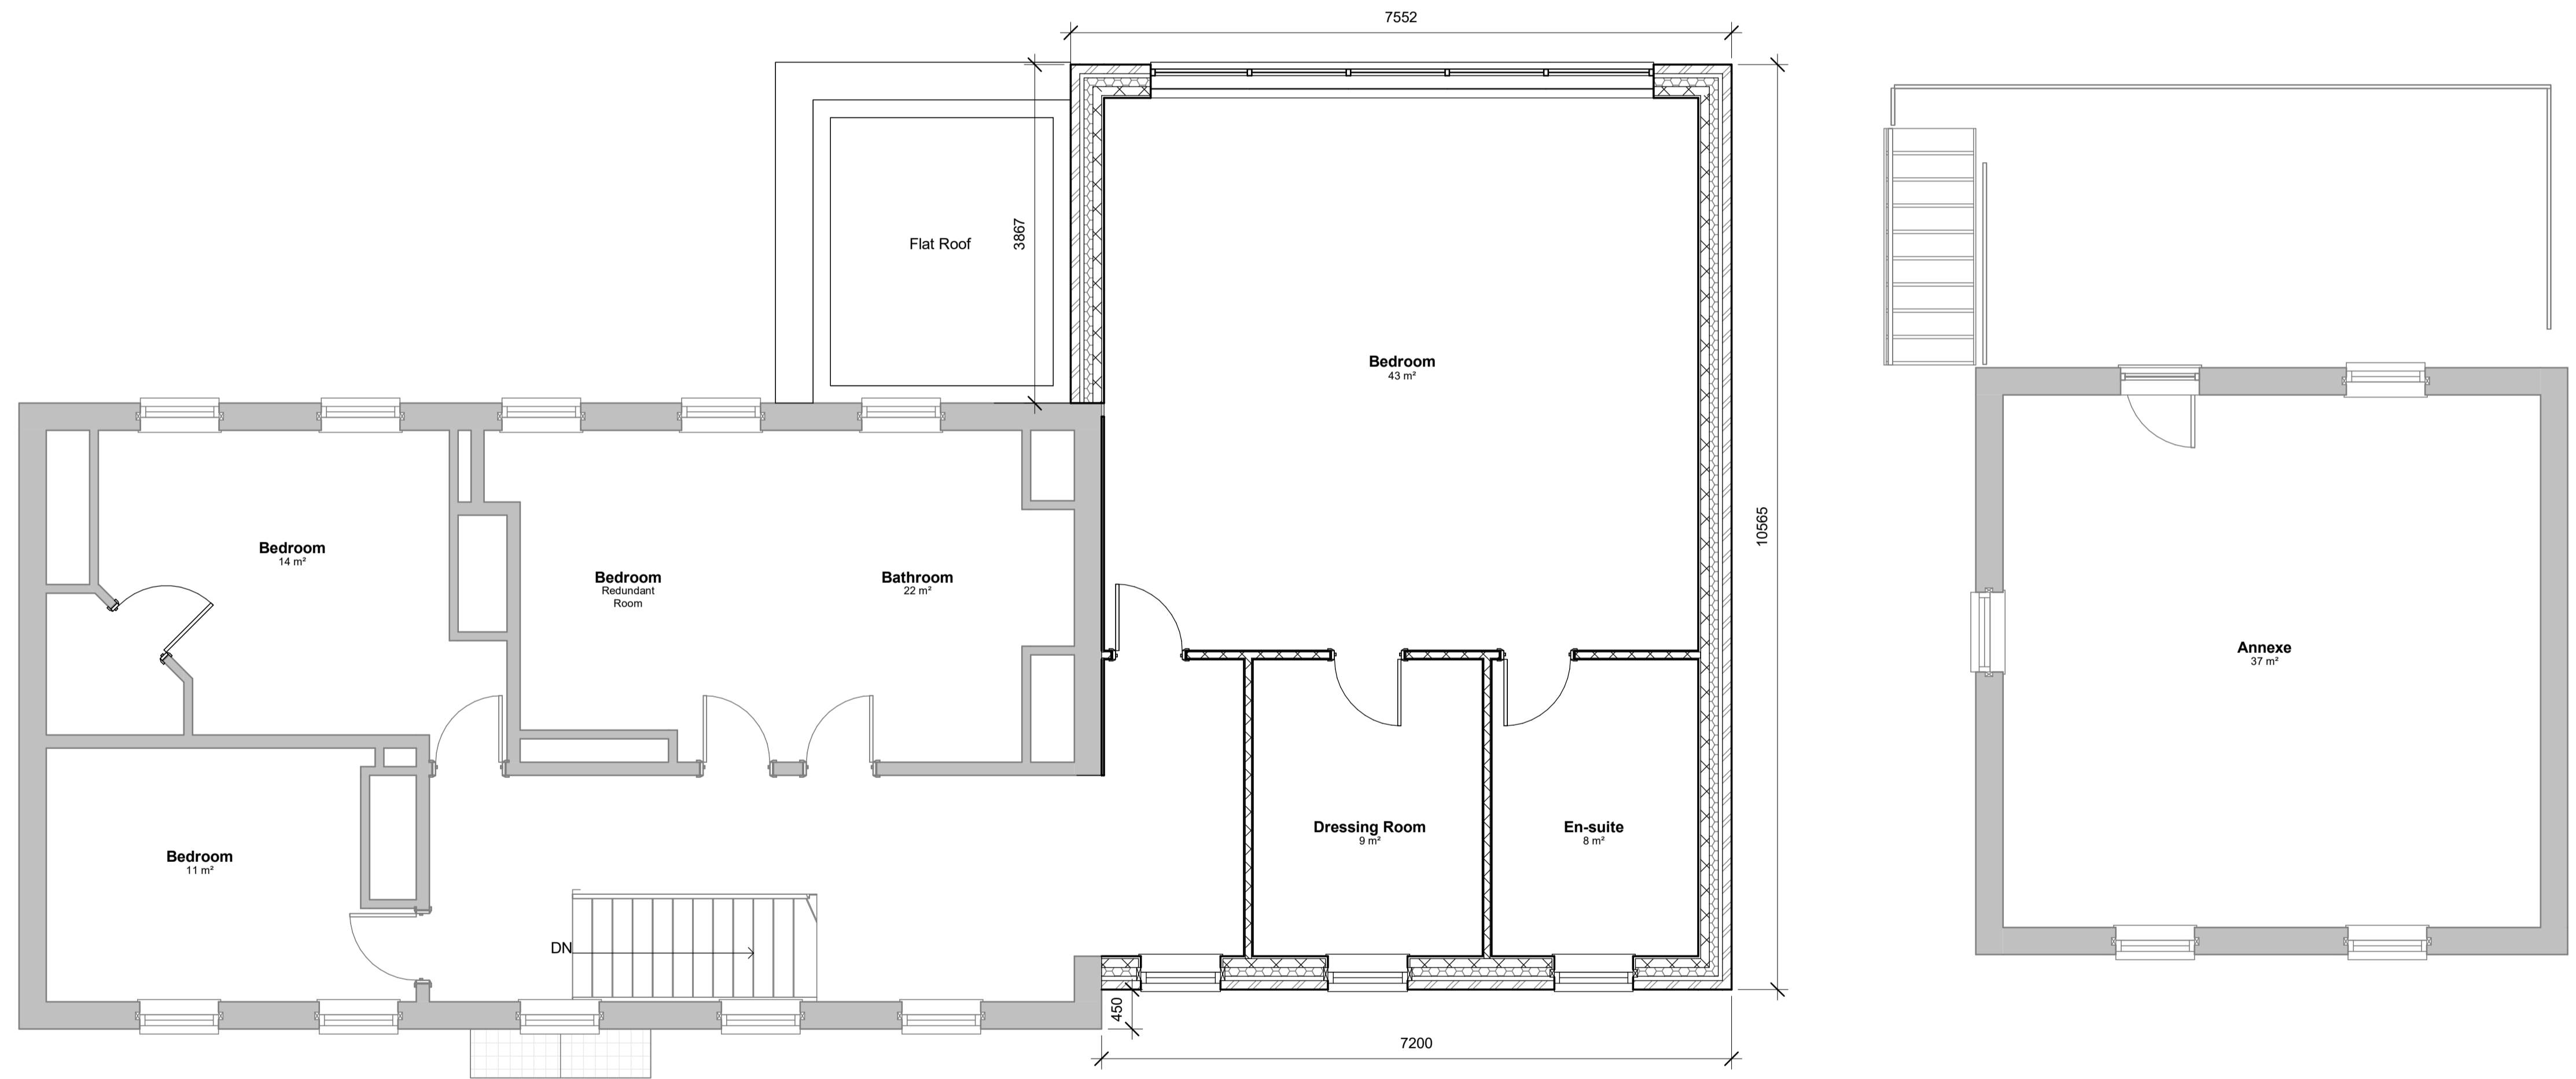 7552
3867
Flat Roof
Bedroom
43 m²
10565
Bedroom
14 m²
Bedroom
Redundant
Room
Bathroom
22 m²
Annexe
37 m²
Bedroom
11 m²
Dressing Room
9 m²
En-suite
8 m²
DN
450
7200